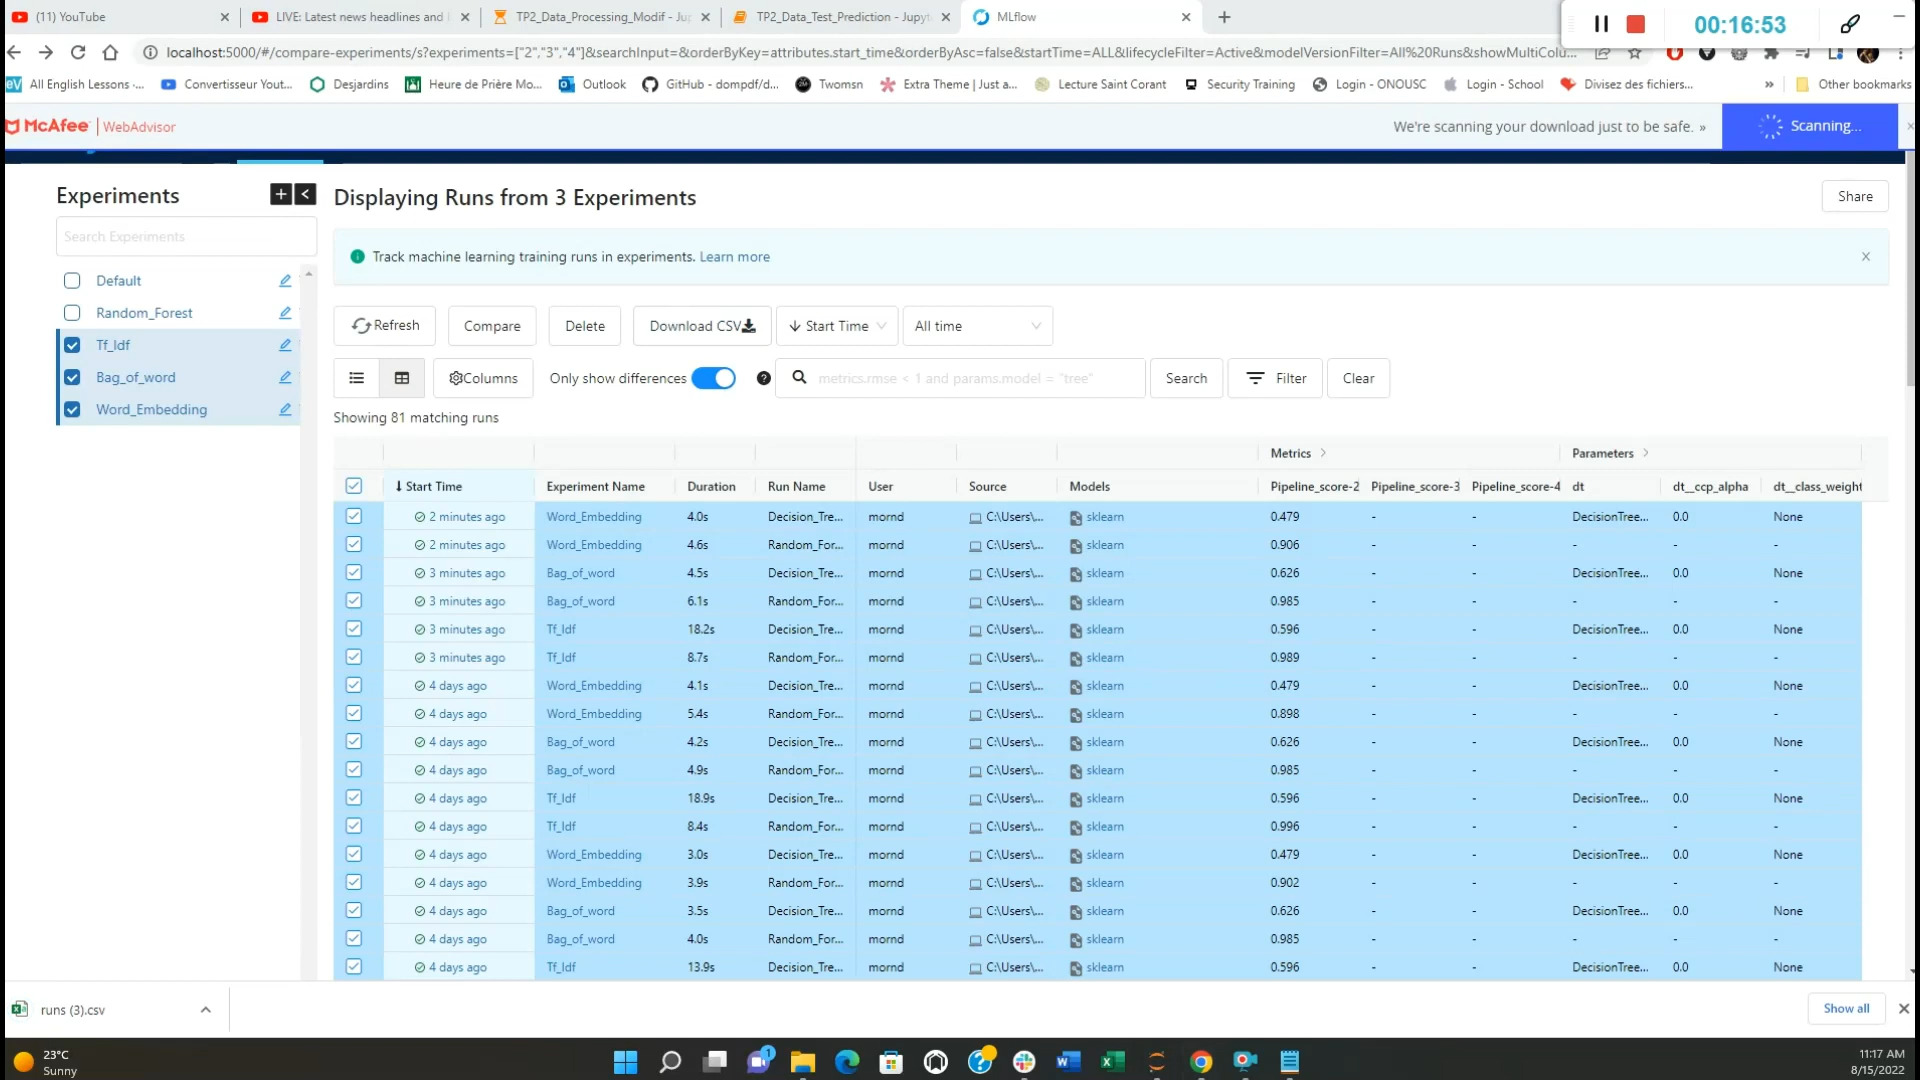 (11) YouTube
LIVE: Latest news headlines and
TP2_Data_Processing_Modif - Jup
TP2_Data_Test_Prediction - Jupyt
MLflow
00:16:53
localhost:5000/#/compare-experiments/s?experiments=["2","3","4"]&searchInput=&orderByKey=attributes.start_time&orderByAsc=false&startTime=ALL&lifecycleFilter=Active&modelVersionFilter=All%20Runs&showMultiColu...
All English Lessons -... Convertisseur Yout... Desjardins Heure de Prière Mo... Outlook GitHub - dompdf/d... Twomsn Extra Theme | Just a... Lecture Saint Corant Security Training Login - ONOUSC Login - School Divisez des fichiers... » Other bookmarks
McAfee | WebAdvisor
We're scanning your download just to be safe. »
Scanning...
Experiments
Displaying Runs from 3 Experiments
Share
Search Experiments
Track machine learning training runs in experiments. Learn more
Default
Random_Forest
Tf_Idf
Bag_of_word
Word_Embedding
Refresh Compare Delete Download CSV Start Time All time
Columns Only show differences metrics.rmse < 1 and params.model = "tree" Search Filter Clear
Showing 81 matching runs
Metrics Parameters
Start Time Experiment Name Duration Run Name User Source Models Pipeline_score-2 Pipeline_score-3 Pipeline_score-4 dt dt__ccp_alpha dt__class_weight
2 minutes ago Word_Embedding 4.0s Decision_Tre... mornd C:\Users\... sklearn 0.479 - - DecisionTree... 0.0 None
2 minutes ago Word_Embedding 4.6s Random_For... mornd C:\Users\... sklearn 0.906 - - - - -
3 minutes ago Bag_of_word 4.5s Decision_Tre... mornd C:\Users\... sklearn 0.626 - - DecisionTree... 0.0 None
3 minutes ago Bag_of_word 6.1s Random_For... mornd C:\Users\... sklearn 0.985 - - - - -
3 minutes ago Tf_Idf 18.2s Decision_Tre... mornd C:\Users\... sklearn 0.596 - - DecisionTree... 0.0 None
3 minutes ago Tf_Idf 8.7s Random_For... mornd C:\Users\... sklearn 0.989 - - - - -
4 days ago Word_Embedding 4.1s Decision_Tre... mornd C:\Users\... sklearn 0.479 - - DecisionTree... 0.0 None
4 days ago Word_Embedding 5.4s Random_For... mornd C:\Users\... sklearn 0.898 - - - - -
4 days ago Bag_of_word 4.2s Decision_Tre... mornd C:\Users\... sklearn 0.626 - - DecisionTree... 0.0 None
4 days ago Bag_of_word 4.9s Random_For... mornd C:\Users\... sklearn 0.985 - - - - -
4 days ago Tf_Idf 18.9s Decision_Tre... mornd C:\Users\... sklearn 0.596 - - DecisionTree... 0.0 None
4 days ago Tf_Idf 8.4s Random_For... mornd C:\Users\... sklearn 0.996 - - - - -
4 days ago Word_Embedding 3.0s Decision_Tre... mornd C:\Users\... sklearn 0.479 - - DecisionTree... 0.0 None
4 days ago Word_Embedding 3.9s Random_For... mornd C:\Users\... sklearn 0.902 - - - - -
4 days ago Bag_of_word 3.5s Decision_Tre... mornd C:\Users\... sklearn 0.626 - - DecisionTree... 0.0 None
4 days ago Bag_of_word 4.0s Random_For... mornd C:\Users\... sklearn 0.985 - - - - -
4 days ago Tf_Idf 13.9s Decision_Tre... mornd C:\Users\... sklearn 0.596 - - DecisionTree... 0.0 None
runs (3).csv
Show all
23°C
Sunny
11:17 AM
8/15/2022